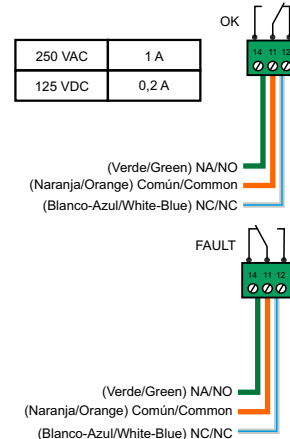 OK
250 VAC 1 A
125 VDC 0,2 A
14 11 12
(Verde/Green) NA/NO
(Naranja/Orange) Común/Common
(Blanco-Azul/White-Blue) NC/NC
FAULT
14 11 12
(Verde/Green) NA/NO
(Naranja/Orange) Común/Common
(Blanco-Azul/White-Blue) NC/NC